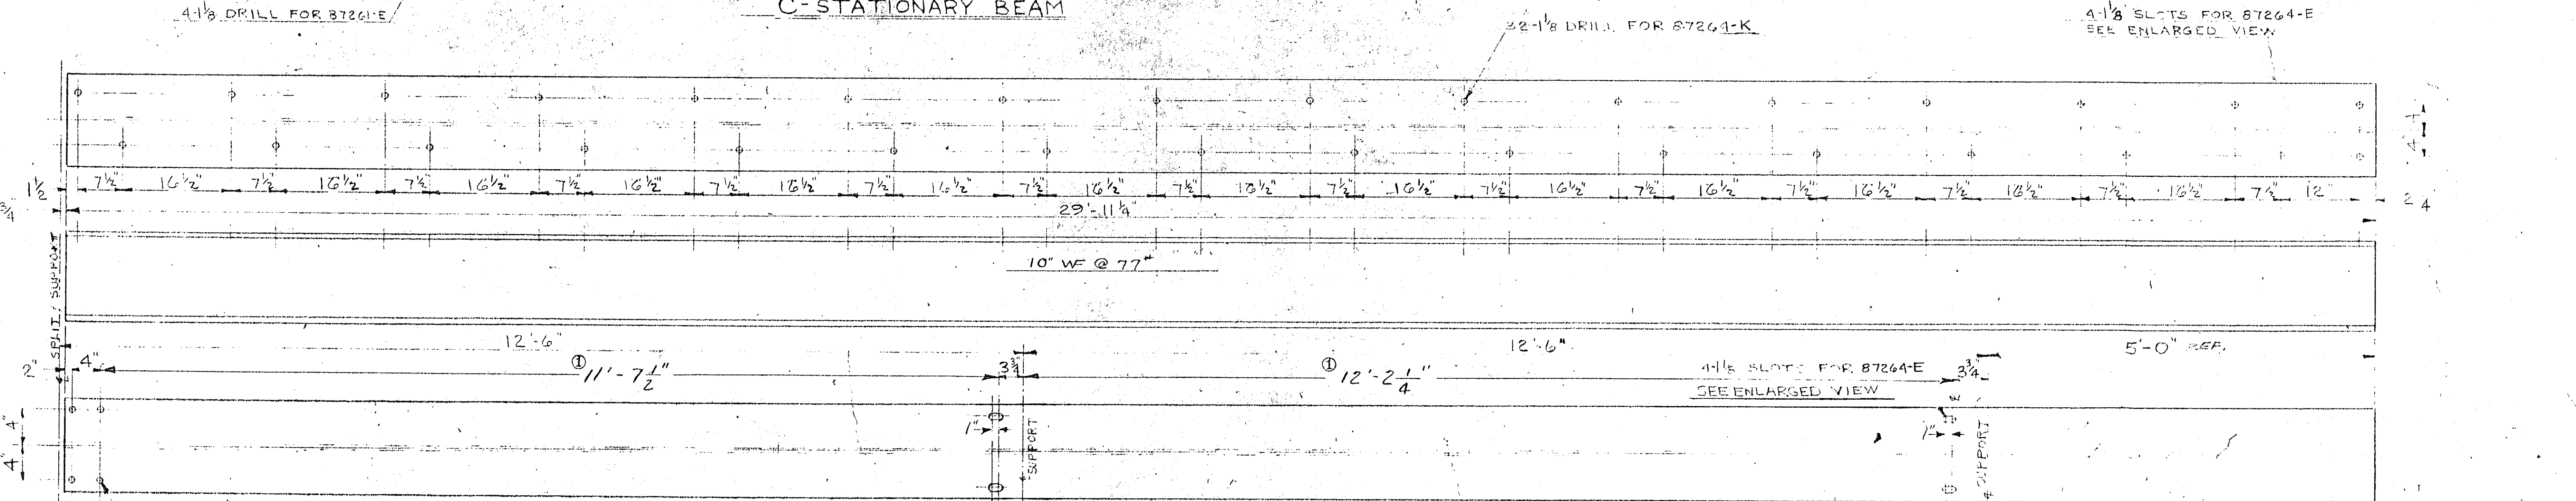 4-1⅛ DRILL FOR 87261-E
C-STATIONARY BEAM
32-1⅛ DRILL FOR 87264-K
4-1⅛ SLOTS FOR 87264-E
SEE ENLARGED VIEW
4 4
1½ 7½" 16½" 7½" 16½" 7½" 16½" 7½" 16½" 7½" 16½" 7½" 16½" 7½" 16½" 7½" 16½" 7½" 16½" 7½" 16½" 7½" 16½" 7½" 16½" 7½" 16½" 7½" 16½" 7½" 12" 2 4
¾
29'-11¼"
SPLIT / SUPPORT
10" WF @ 77#
12'-6" 12'-6" 5'-0" REF.
2" 4" ① 11'-7½" 3¾" ① 12'-2¼" 3¾"
4-1⅛ SLOTS FOR 87264-E
SEE ENLARGED VIEW
4" 4"
1" SUPPORT
1" SUPPORT